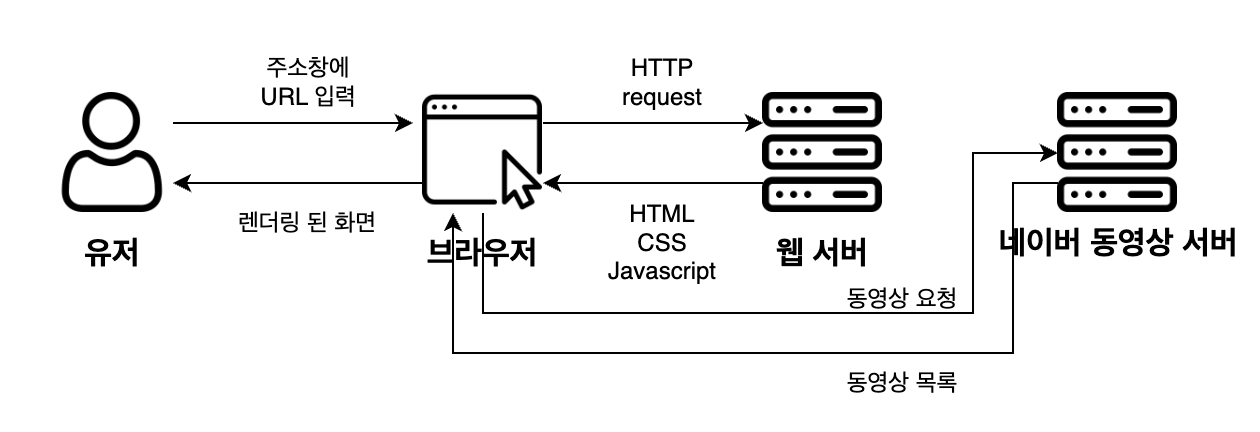 주소창에
URL 입력
HTTP
request
렌더링 된 화면
HTML
CSS
Javascript
유저
브라우저
웹 서버
네이버 동영상 서버
동영상 요청
동영상 목록